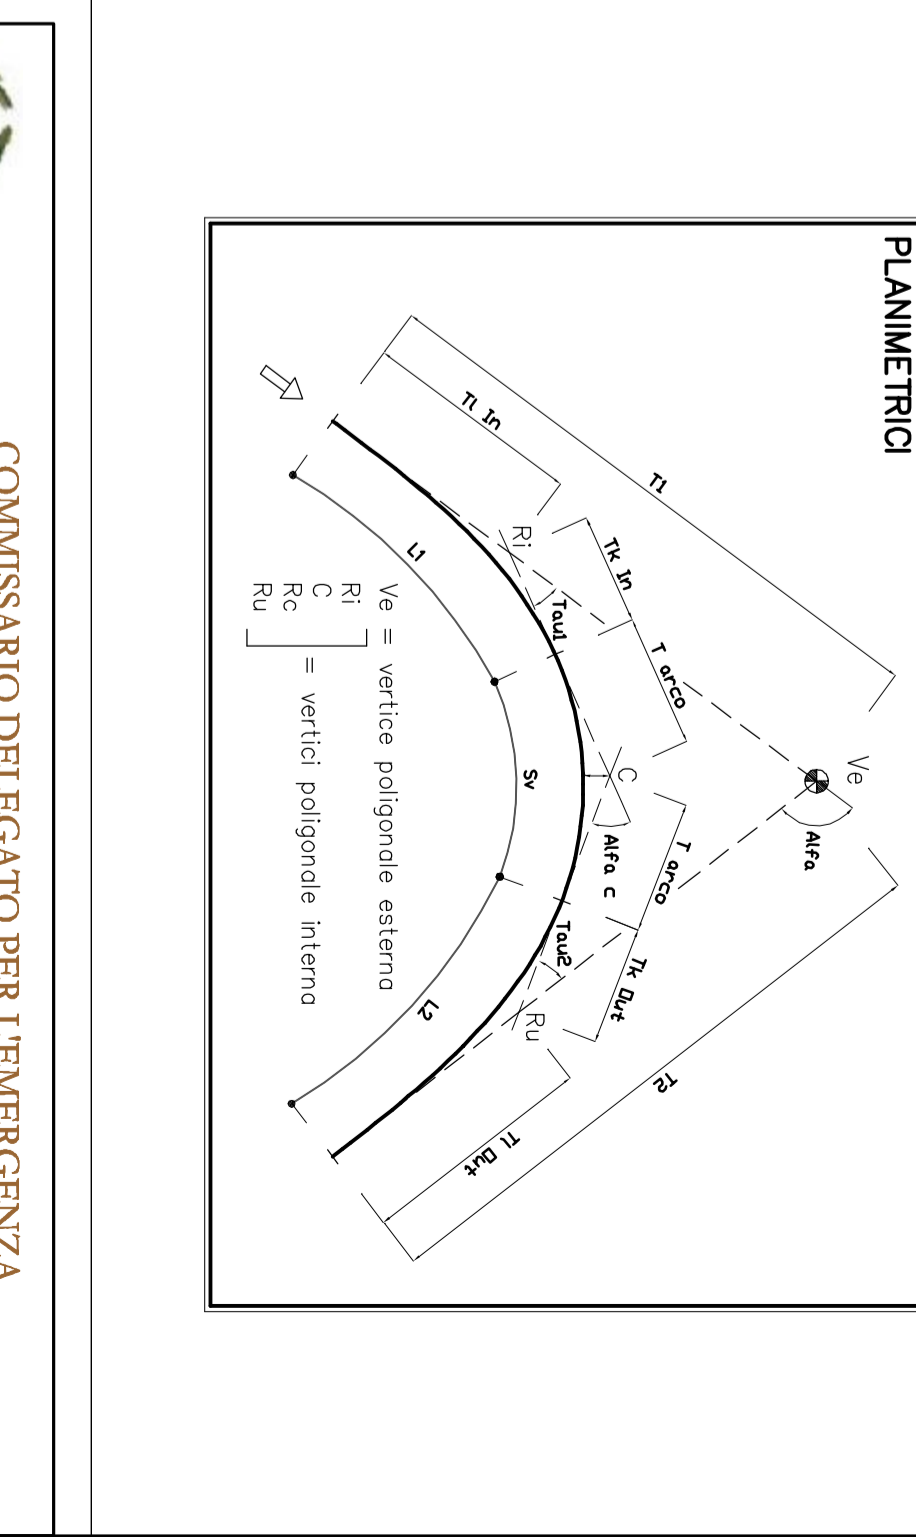 PLANIMETRICI
Ve
Alfa
T1
T2
T arco
T arco
Tk In
Tk Out
C
Alfa c
Tl In
Tl Out
Ri
Ru
Tau1
Tau2
Sv
L1
L2
Ve = vertice poligonale esterna
Ri
C
Rc
Ru
= vertici poligonale interna
COMMISSARIO DELEGATO PER L'EMERGENZA